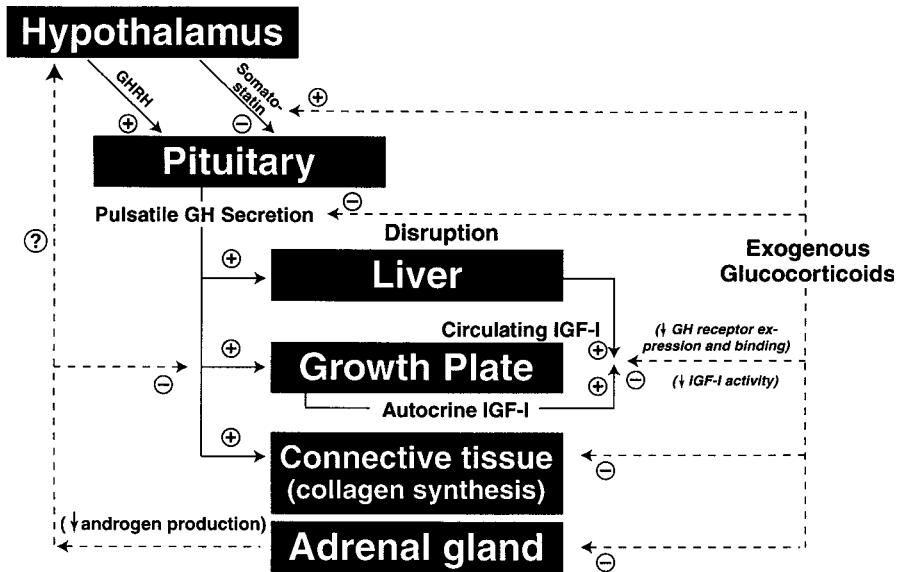 Hypothalamus
GHRH
Somato-
statin
+
+
−
Pituitary
−
Pulsatile GH Secretion
?
Disruption
+
Liver
Exogenous
Glucocorticoids
Circulating IGF-I
(↓ GH receptor ex-
pression and binding)
+
+
Growth Plate
−
+
−
(↓ IGF-I activity)
Autocrine IGF-I
+
Connective tissue
(collagen synthesis)
−
(↓androgen production)
Adrenal gland
−